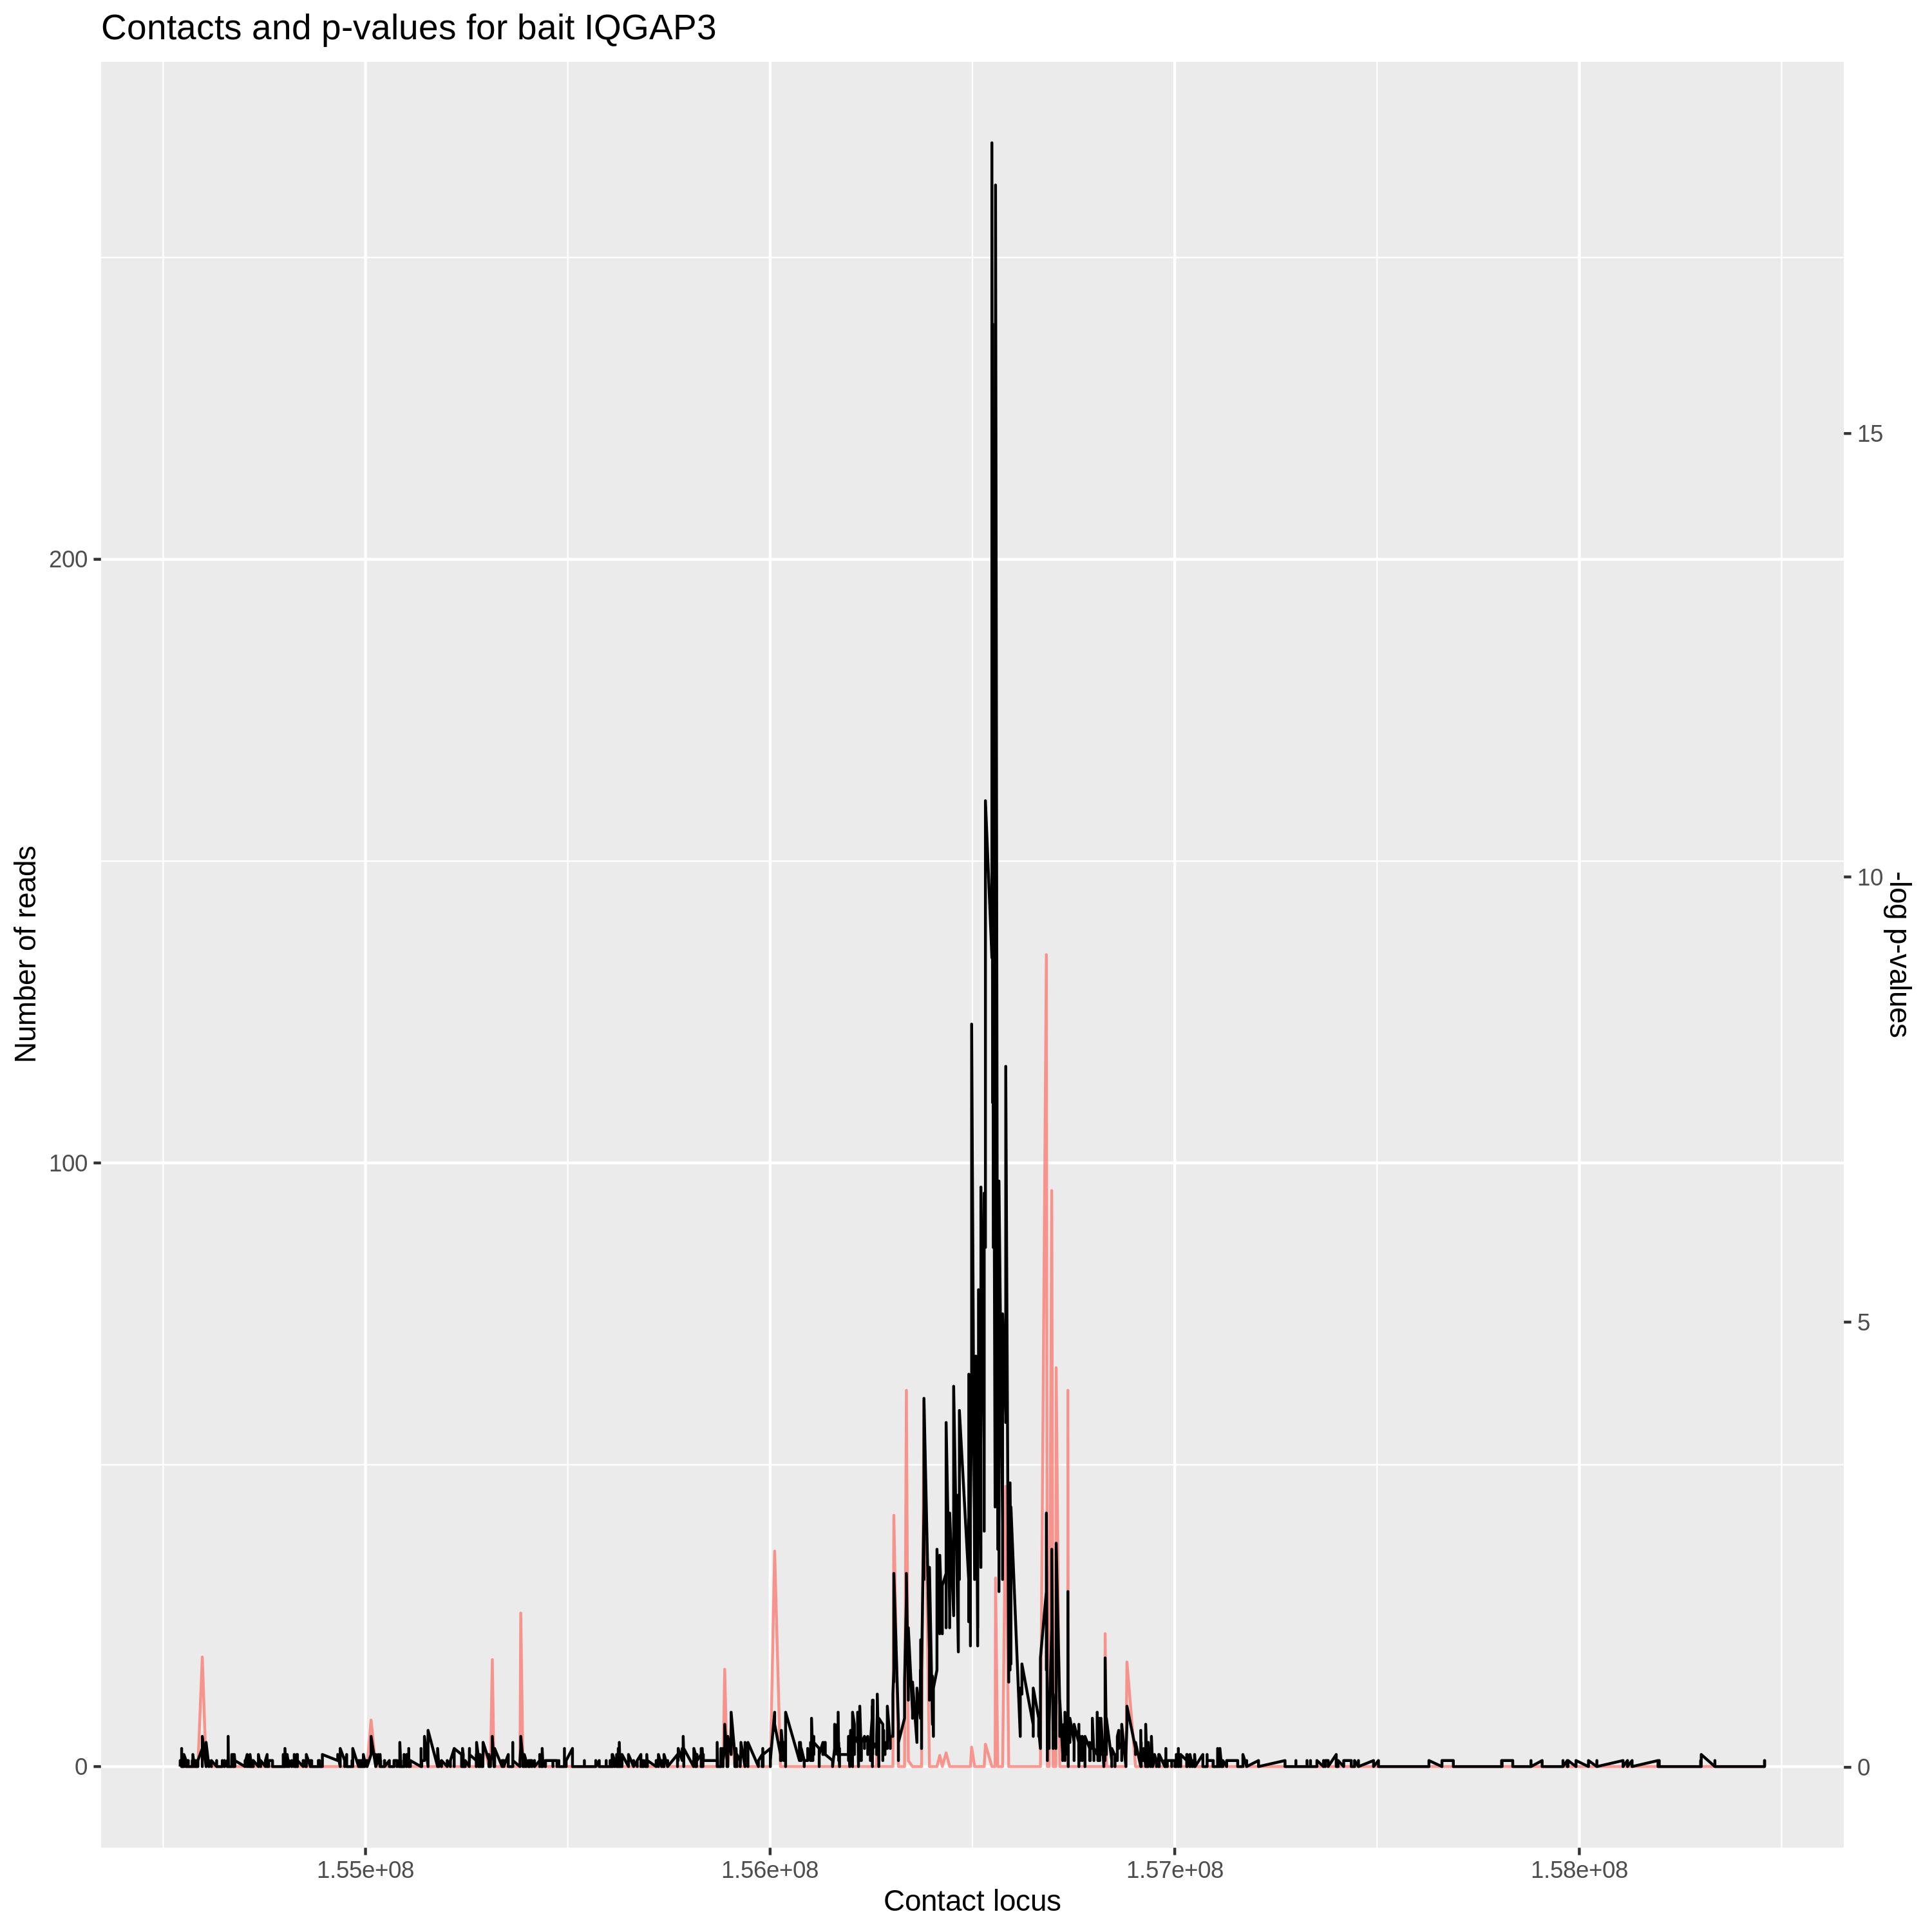 Contacts and p-values for bait IQGAP3
Number of reads
200
100
0
15
10
5
0
-log p-values
1.55e+08 1.56e+08 1.57e+08 1.58e+08
Contact locus